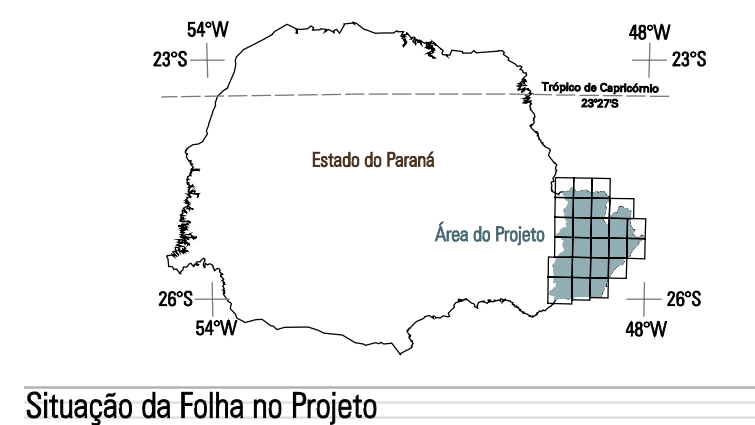 54°W
48°W
23°S
23°S
Trópico de Capricórnio
23°27'S
Estado do Paraná
Área do Projeto
26°S
26°S
54°W
48°W
Situação da Folha no Projeto